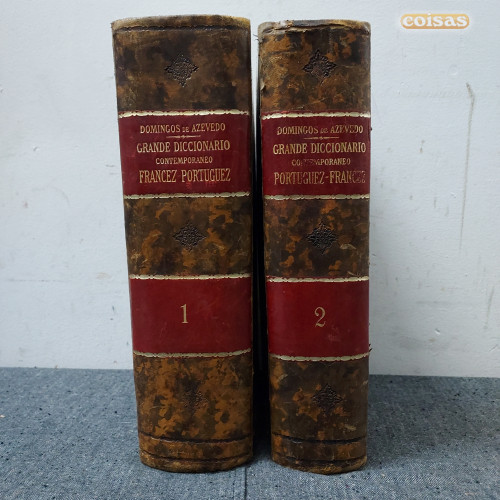 coisas
DOMINGOS DE AZEVEDO
GRANDE DICCIONARIO
CONTEMPORANEO
FRANCEZ PORTUGUEZ
1
DOMINGOS DE AZEVEDO
GRANDE DICCIONARIO
CONTEMPORANEO
PORTUGUEZ-FRANCEZ
2